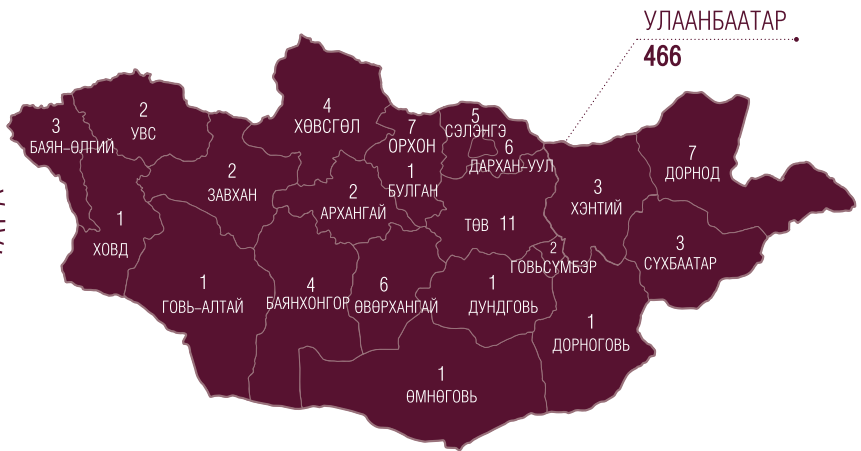 УЛААНБААТАР
466
3
БАЯН-ӨЛГИЙ
2
УВС
4
ХӨВСГӨЛ
7
ОРХОН
5
СЭЛЭНГЭ
6
ДАРХАН-УУЛ
1
БУЛГАН
7
ДОРНОД
2
ЗАВХАН
2
АРХАНГАЙ
3
ХЭНТИЙ
1
ХОВД
ТӨВ 11
2
ГОВЬСҮМБЭР
3
СҮХБААТАР
1
ГОВЬ-АЛТАЙ
4
БАЯНХОНГОР
6
ӨВӨРХАНГАЙ
1
ДУНДГОВЬ
1
ДОРНОГОВЬ
1
ӨМНӨГОВЬ